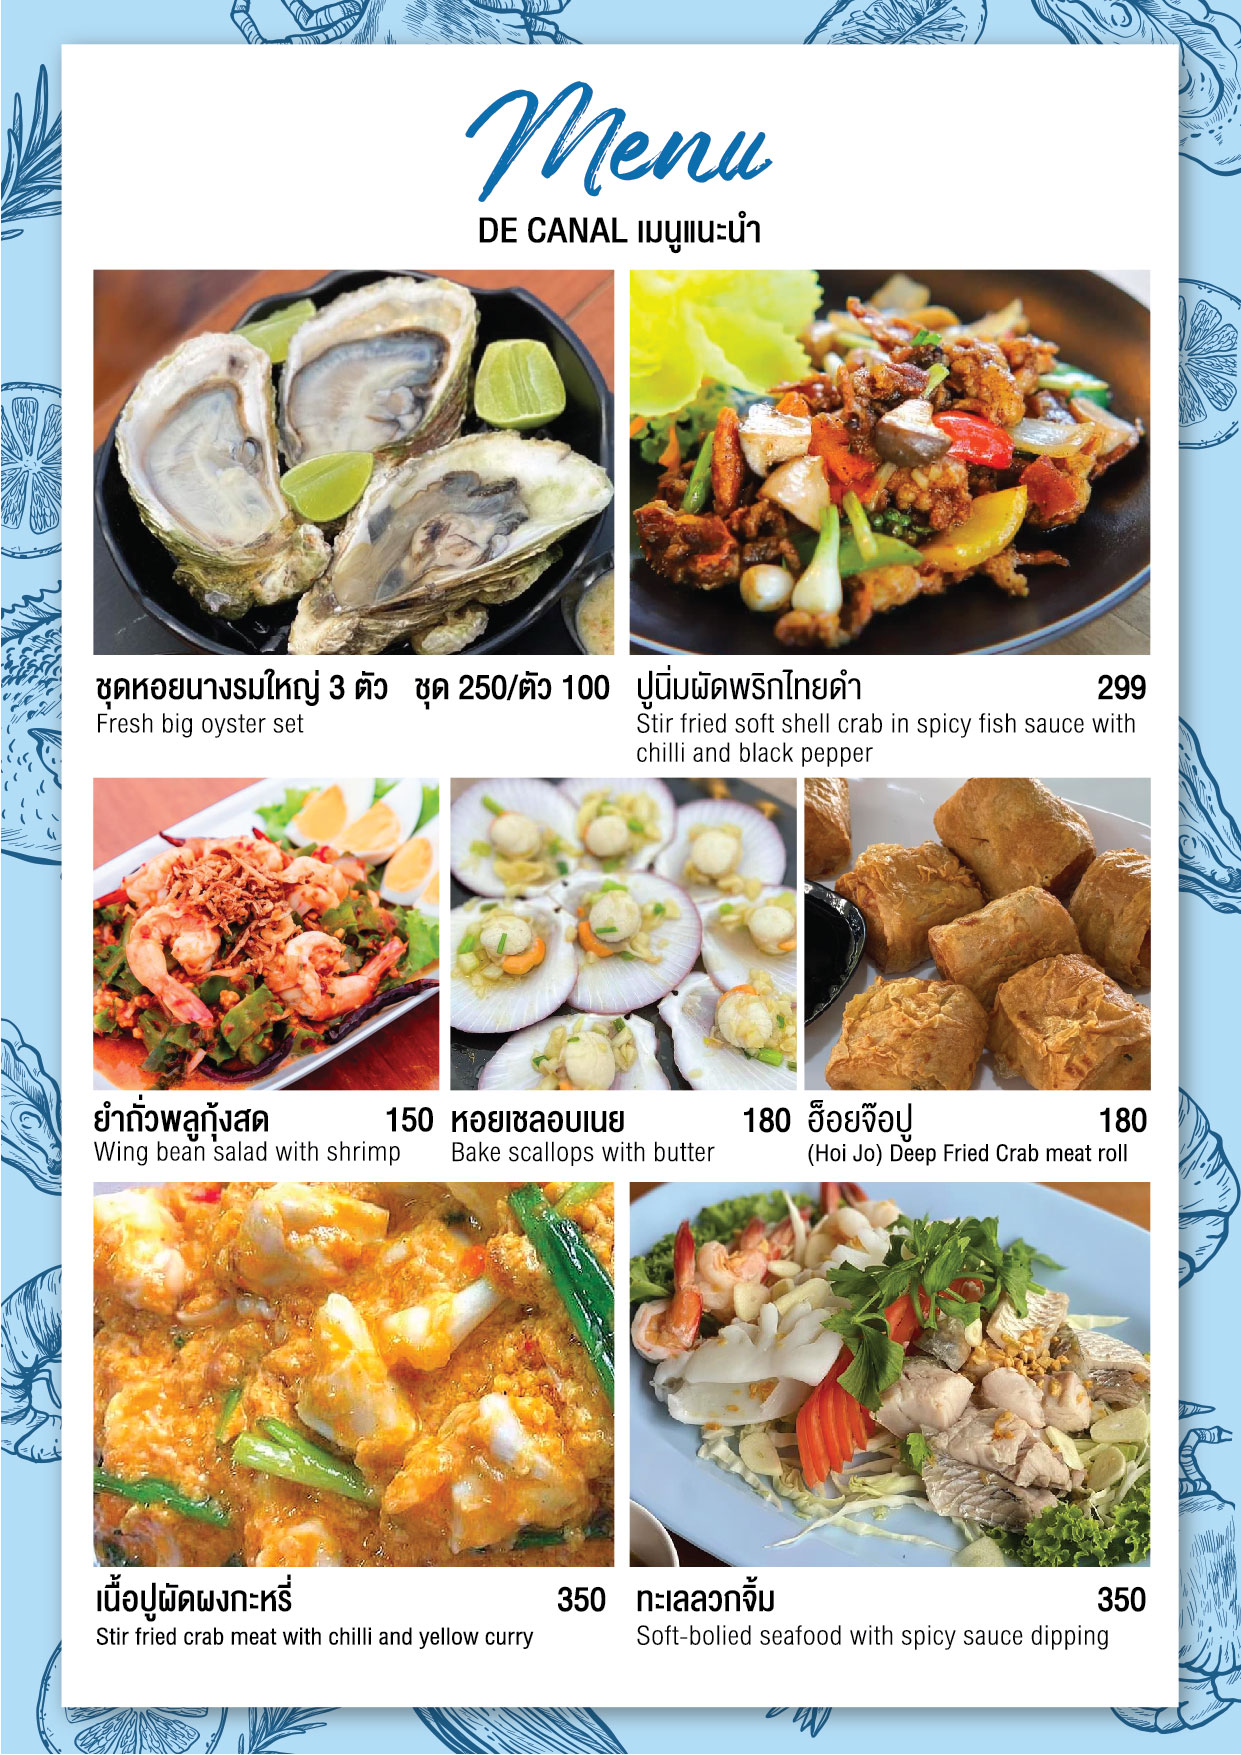 Menu
DE CANAL เมนูแนะนำ
ชุดหอยนางรมใหญ่ 3 ตัว ชุด 250/ตัว 100
Fresh big oyster set
ปูนิ่มผัดพริกไทยดำ 299
Stir fried soft shell crab in spicy fish sauce with
chilli and black pepper
ยำถั่วพลูกุ้งสด 150
Wing bean salad with shrimp
หอยเชลอบเนย 180
Bake scallops with butter
ฮ็อยจ๊อปู 180
(Hoi Jo) Deep Fried Crab meat roll
เนื้อปูผัดผงกะหรี่ 350
Stir fried crab meat with chilli and yellow curry
ทะเลลวกจิ้ม 350
Soft-bolied seafood with spicy sauce dipping